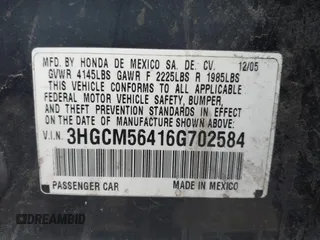 MFD. BY HONDA DE MEXICO SA. DE. CV. 12/05
GVWR 4145LBS GAWR F 2225LBS R 1985LBS
THIS VEHICLE CONFORMS TO ALL APPLICABLE
FEDERAL MOTOR VEHICLE SAFETY, BUMPER,
AND THEFT PREVENTION STANDARDS IN EFFECT
ON THE DATE OF MANUFACTURE SHOWN ABOVE.
V.I.N. 3HGCM56416G702584
PASSENGER CAR MADE IN MEXICO
DREAMBID